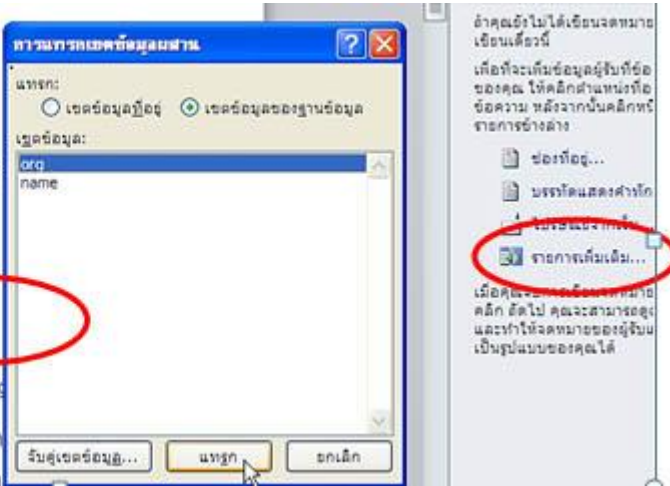 การแทรกเขตข้อมูลผสาน
แทรก:
เขตข้อมูลที่อยู่
เขตข้อมูลของฐานข้อมูล
เขตข้อมูล:
org
name
จับคู่เขตข้อมูล...
แทรก
ยกเลิก
ถ้าคุณยังไม่ได้เขียนจดหมาย
เขียนเดี๋ยวนี้
เพื่อที่จะเพิ่มข้อมูลผู้รับที่ข้อ
ของคุณ ให้คลิกตำแหน่งที่อ
ข้อความ หลังจากนั้นคลิกหนึ
รายการข้างล่าง
ช่องที่อยู่...
บรรทัดแสดงคำทัก
รายการเพิ่มเติม...
คลิก ถัดไป คุณจะสามารถดู
และทำให้จดหมายของผู้รับแ
เป็นรูปแบบของคุณได้